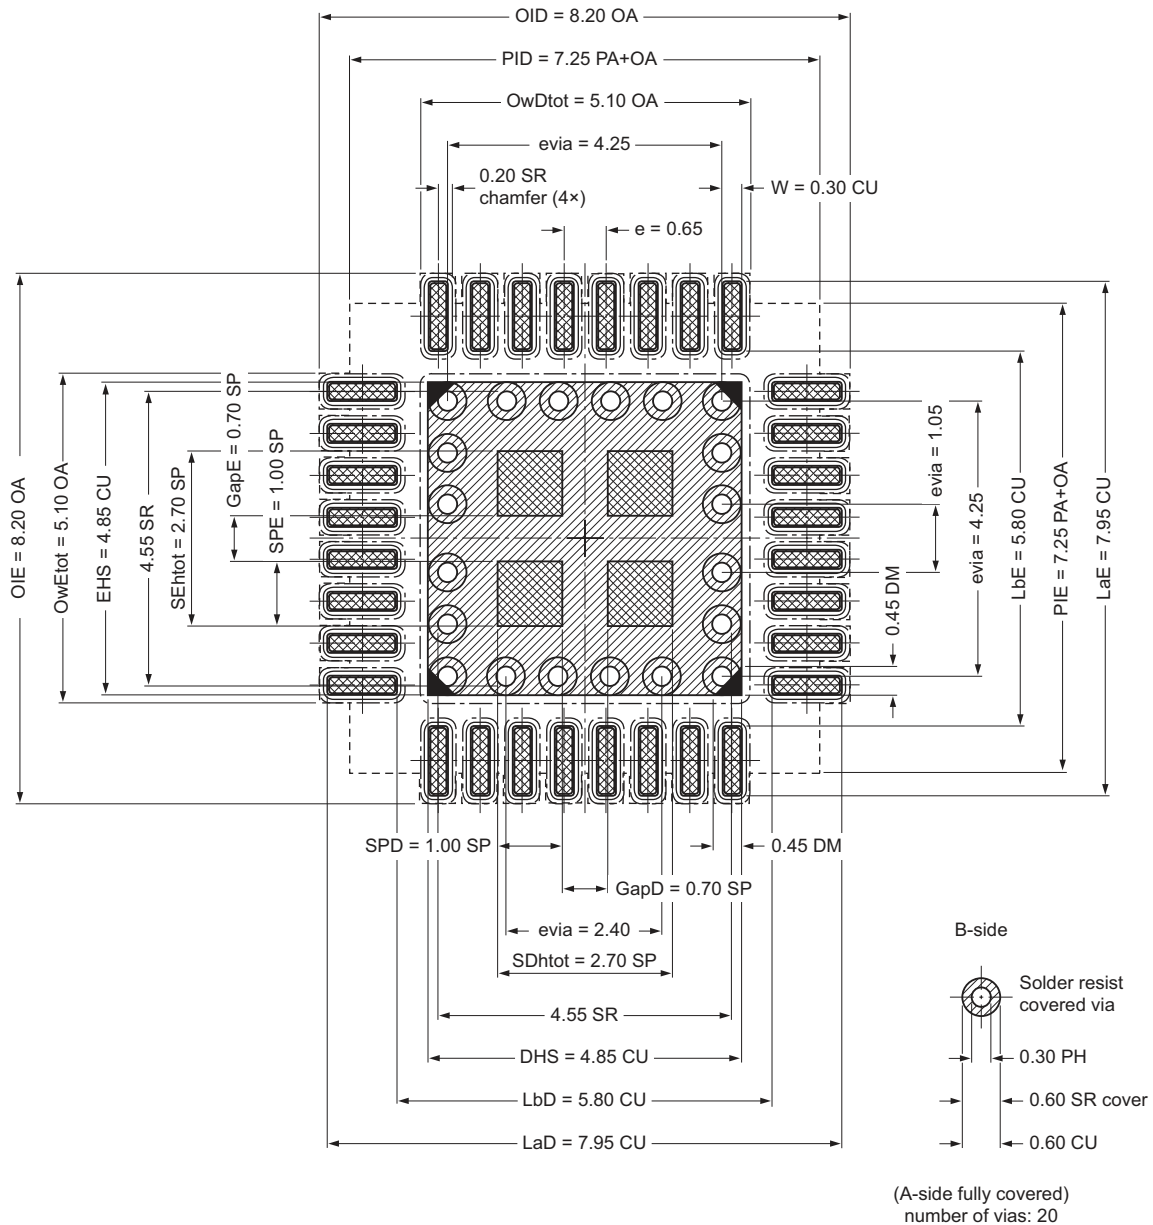 OID = 8.20 OA
PID = 7.25 PA+OA
OwDtot = 5.10 OA
evia = 4.25
0.20 SR
chamfer (4×)
W = 0.30 CU
e = 0.65
OIE = 8.20 OA
OwEtot = 5.10 OA
EHS = 4.85 CU
4.55 SR
SEhtot = 2.70 SP
GapE = 0.70 SP
SPE = 1.00 SP
evia = 1.05
0.45 DM
evia = 4.25
LbE = 5.80 CU
PIE = 7.25 PA+OA
LaE = 7.95 CU
SPD = 1.00 SP
0.45 DM
GapD = 0.70 SP
evia = 2.40
SDhtot = 2.70 SP
4.55 SR
DHS = 4.85 CU
LbD = 5.80 CU
LaD = 7.95 CU
B-side
Solder resist
covered via
0.30 PH
0.60 SR cover
0.60 CU
(A-side fully covered)
number of vias: 20